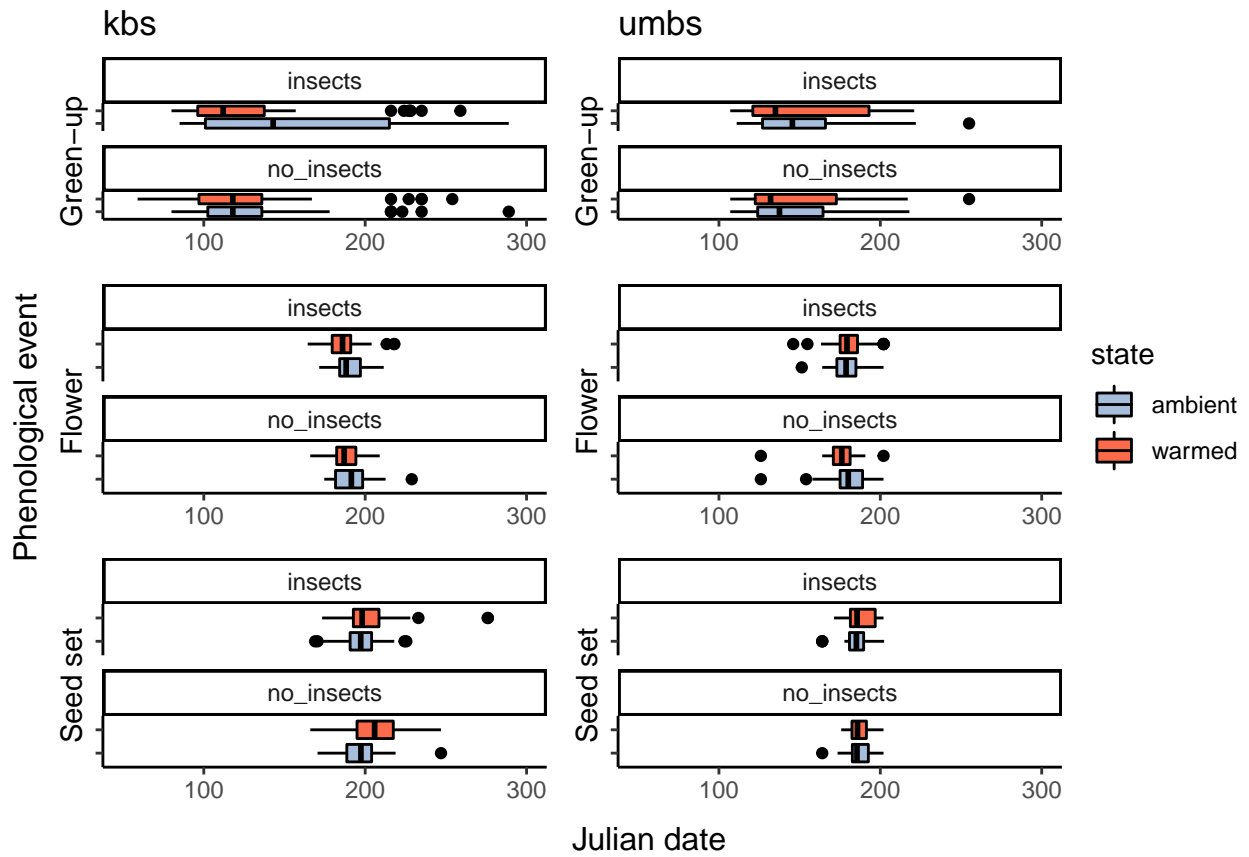 kbs
umbs
Phenological event
Green-up
insects
no_insects
100 200 300
Green-up
insects
no_insects
100 200 300
Flower
insects
no_insects
100 200 300
Flower
insects
no_insects
100 200 300
Seed set
insects
no_insects
100 200 300
Seed set
insects
no_insects
100 200 300
Julian date
state
ambient
warmed